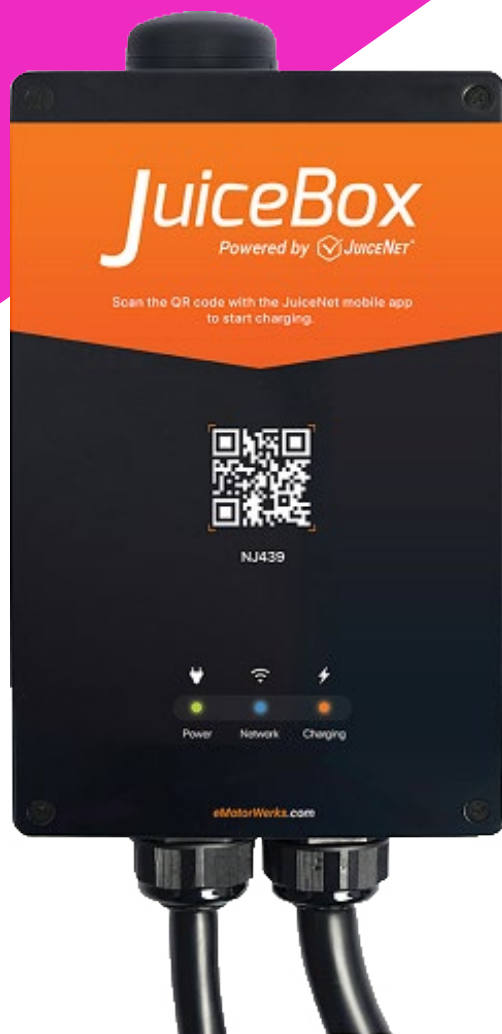 JuiceBox
Powered by JUICENET
Scan the QR code with the JuiceNet mobile app
to start charging.
NJ439
Power Network Charging
eMotorWerks.com